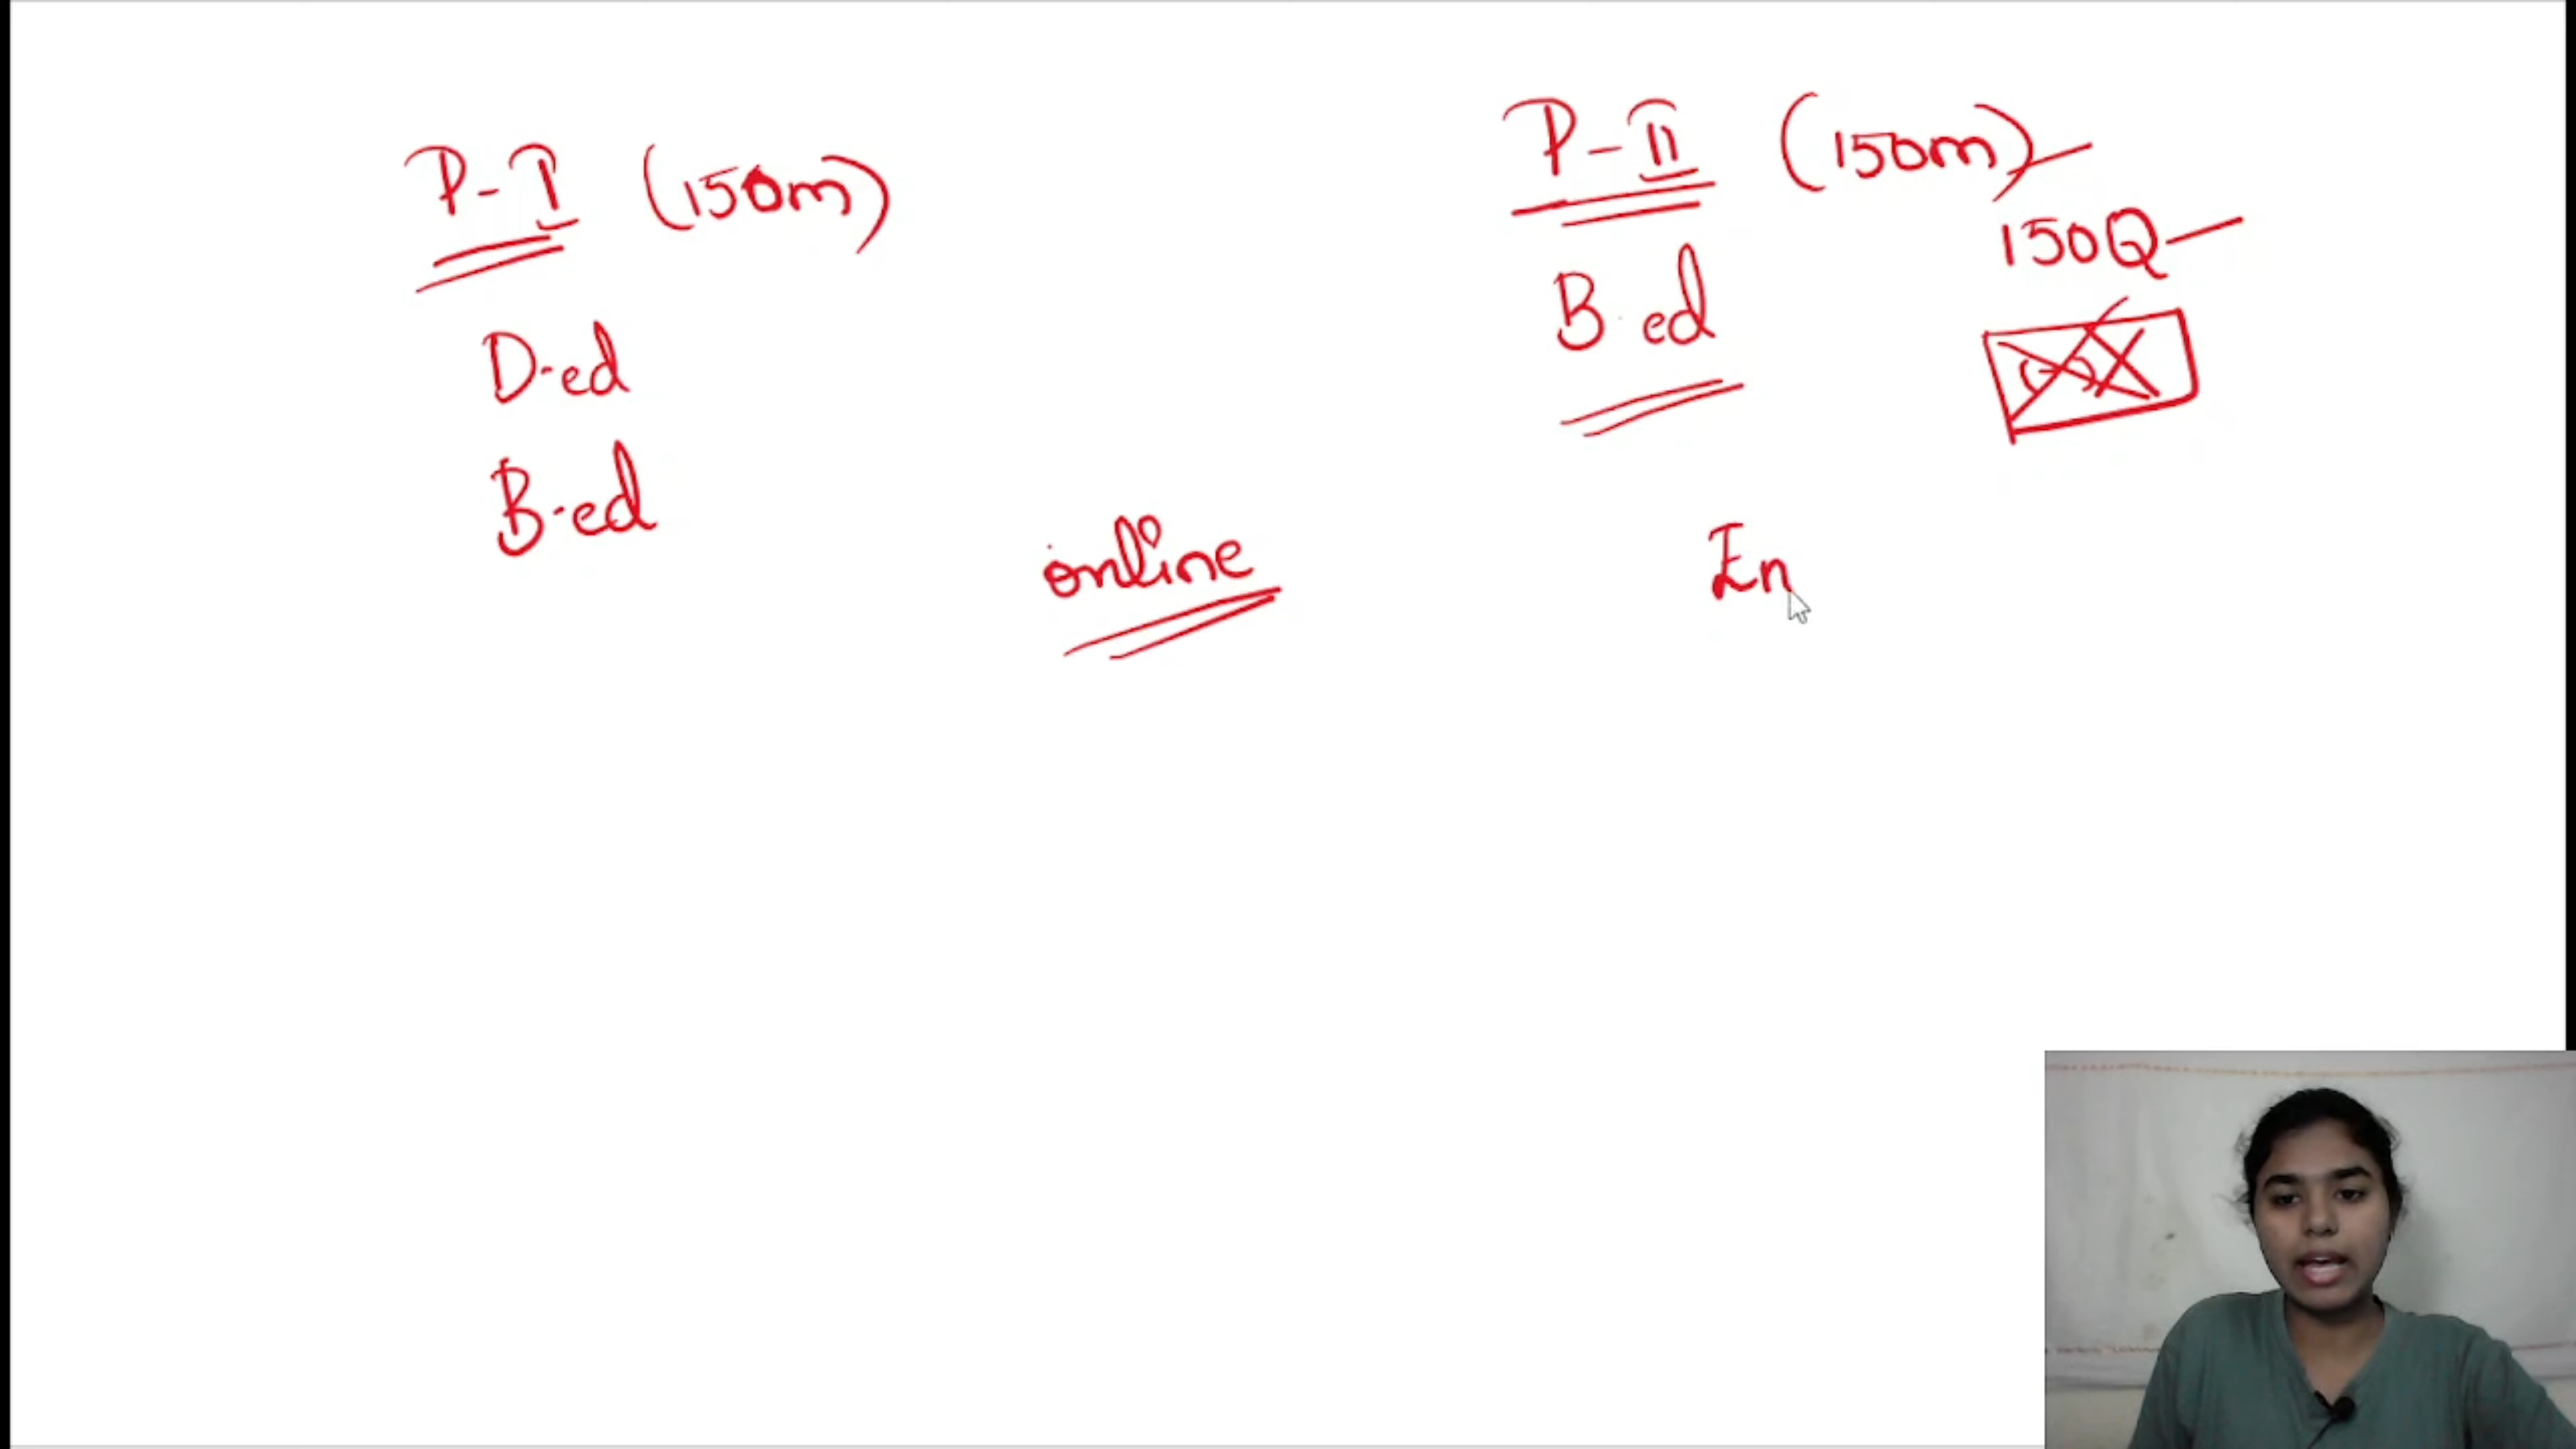 P-I (150m)
D-ed
B-ed
online
P-II (150m)
150Q
B.ed
En